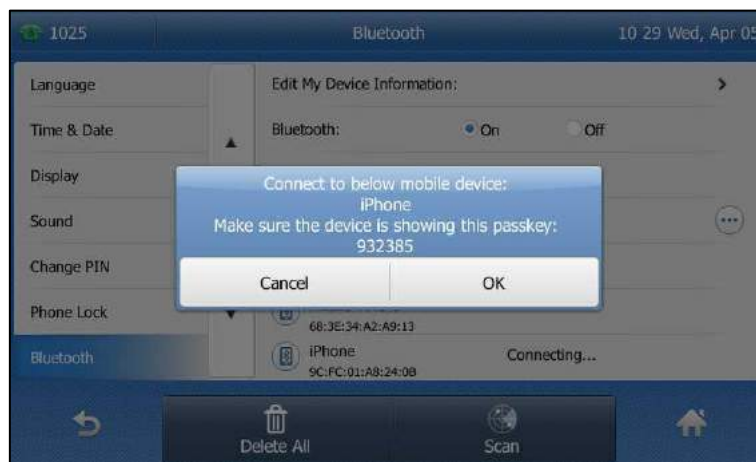 1025
Bluetooth
10 29 Wed, Apr 05
Language
Time & Date
Display
Sound
Change PIN
Phone Lock
Bluetooth
Edit My Device Information:
Bluetooth:
On
Off
Connect to below mobile device:
iPhone
Make sure the device is showing this passkey:
932385
Cancel
OK
68:3E:34:A2:A9:13
iPhone
Connecting...
9C:FC:01:A8:24:0B
Delete All
Scan